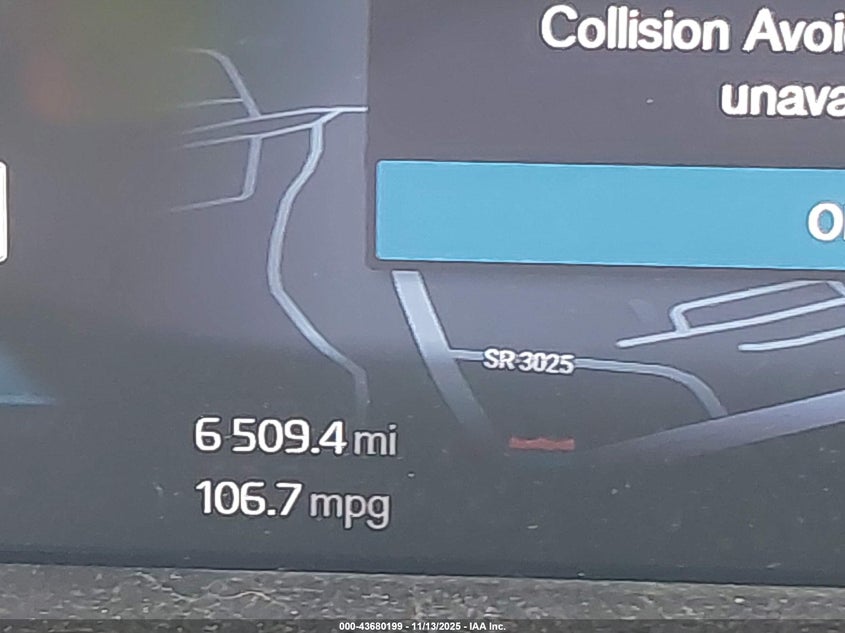 Collision Avoi
unava
SR 3025
6 509.4 mi
106.7 mpg
000-43680199 - 11/13/2025 - IAA Inc.